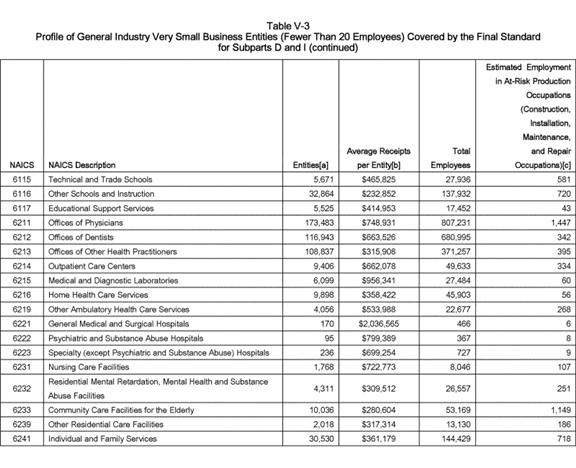 Table V-3
Profile of General Industry Very Small Business Entities (Fewer Than 20 Employees) Covered by the Final Standard
for Subparts D and I (continued)
NAICS NAICS Description Entities[a] Average Receipts per Entity[b] Total Employees Estimated Employment in At-Risk Production Occupations (Construction, Installation, Maintenance, and Repair Occupations)[c]
6115 Technical and Trade Schools 5,671 $465,825 27,936 581
6116 Other Schools and Instruction 32,864 $232,852 137,932 720
6117 Educational Support Services 5,525 $414,953 17,452 43
6211 Offices of Physicians 173,483 $748,931 807,231 1,447
6212 Offices of Dentists 116,943 $663,526 680,995 342
6213 Offices of Other Health Practitioners 108,837 $315,908 371,257 395
6214 Outpatient Care Centers 9,406 $662,078 49,633 334
6215 Medical and Diagnostic Laboratories 6,099 $956,341 27,484 60
6216 Home Health Care Services 9,898 $358,422 45,903 56
6219 Other Ambulatory Health Care Services 4,056 $533,988 22,677 268
6221 General Medical and Surgical Hospitals 170 $2,036,565 466 6
6222 Psychiatric and Substance Abuse Hospitals 95 $799,389 367 8
6223 Specialty (except Psychiatric and Substance Abuse) Hospitals 236 $699,254 727 9
6231 Nursing Care Facilities 1,768 $722,773 8,046 107
6232 Residential Mental Retardation, Mental Health and Substance Abuse Facilities 4,311 $309,512 26,557 251
6233 Community Care Facilities for the Elderly 10,036 $280,604 53,169 1,149
6239 Other Residential Care Facilities 2,018 $317,314 13,130 186
6241 Individual and Family Services 30,530 $361,179 144,429 718